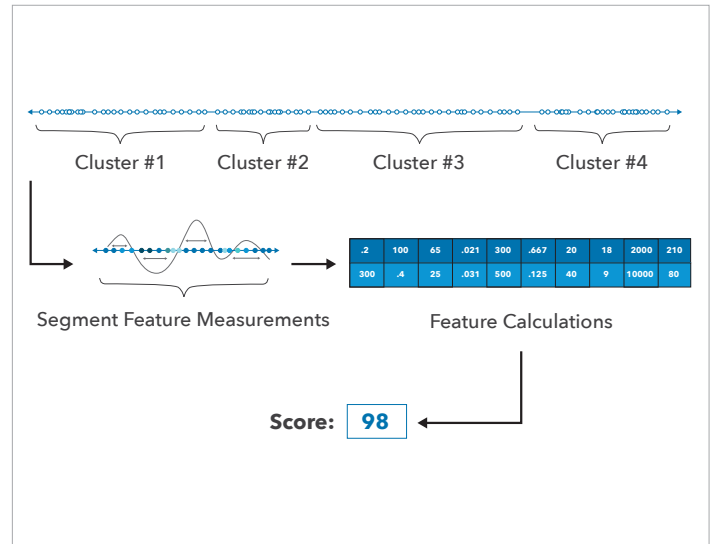 Cluster #1 Cluster #2 Cluster #3 Cluster #4
.2 100 65 .021 300 .667 20 18 2000 210
300 .4 25 .031 500 .125 40 9 10000 80
Segment Feature Measurements Feature Calculations
Score: 98